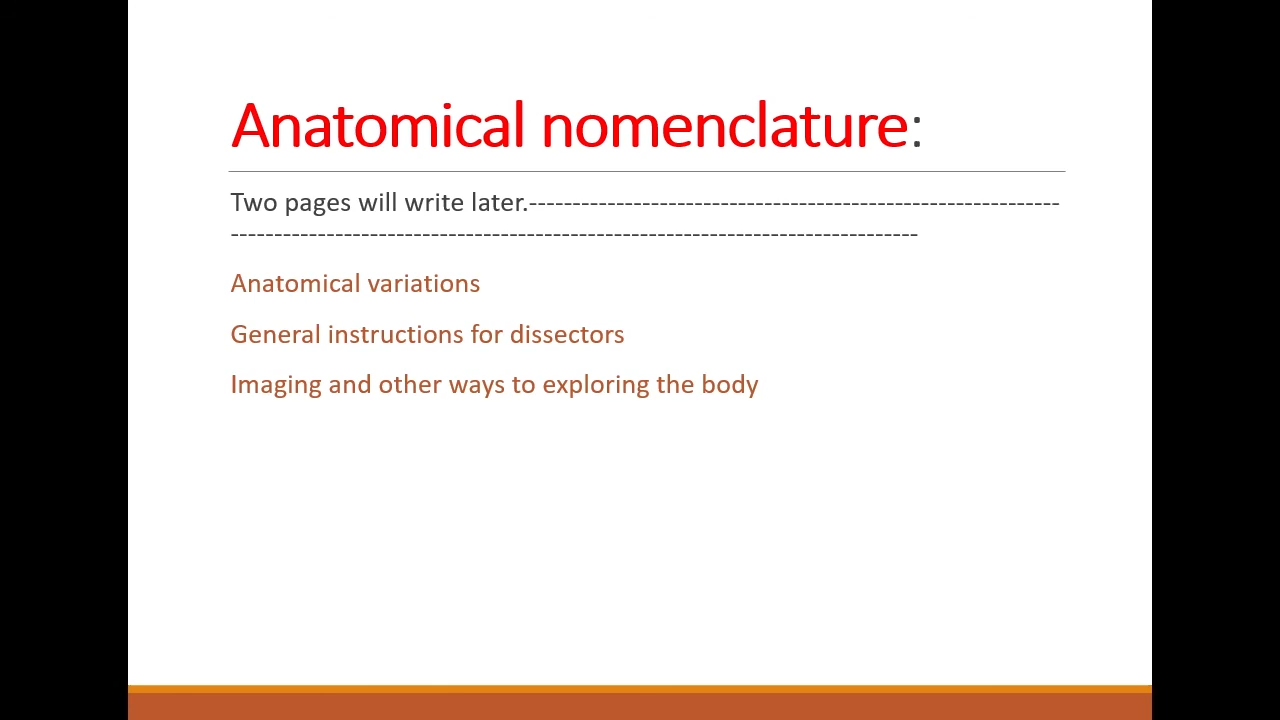 Anatomical nomenclature:
Two pages will write later.-------------------------------------------------------------
-------------------------------------------------------------------------------
Anatomical variations
General instructions for dissectors
Imaging and other ways to exploring the body